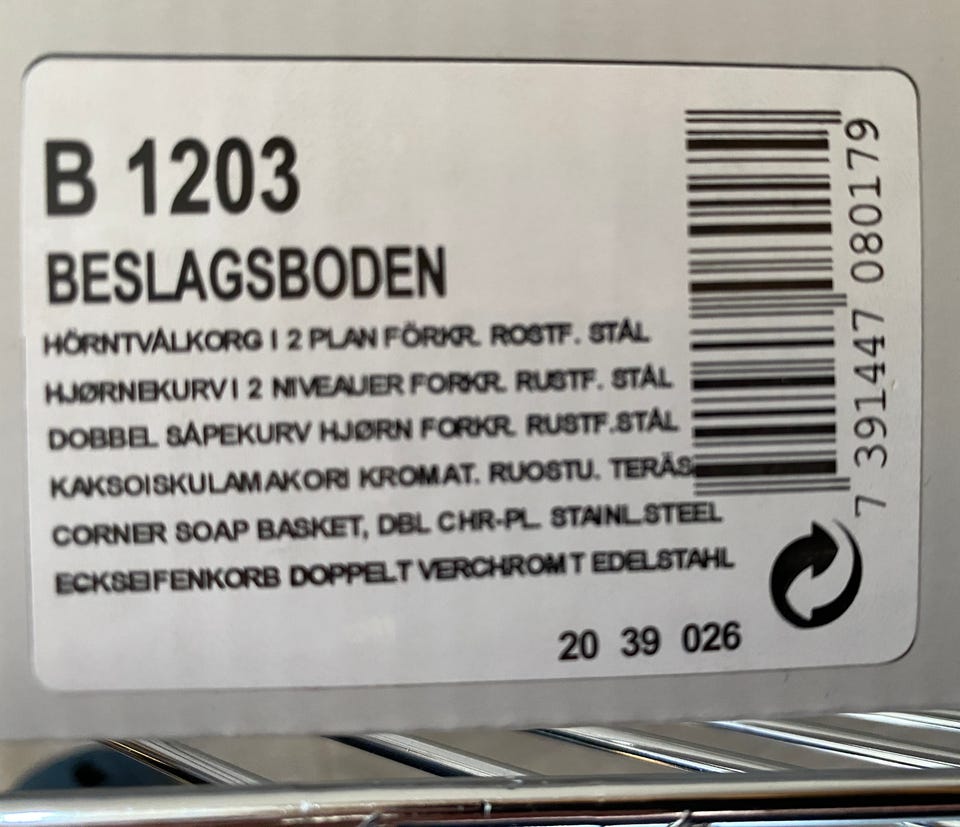 B 1203
BESLAGSBODEN
HÖRNTVÅLKORG I 2 PLAN FÖRKR. ROSTF. STÅL
HJØRNEKURV I 2 NIVEAUER FORKR. RUSTF. STÅL
DOBBEL SÅPEKURV HJØRN FORKR. RUSTF.STÅL
KAKSOISKULAMAKORI KROMAT. RUOSTU. TERÄS
CORNER SOAP BASKET, DBL CHR-PL. STAINL.STEEL
ECKSEIFENKORB DOPPELT VERCHROMT EDELSTAHL
20 39 026
7 391447 080179